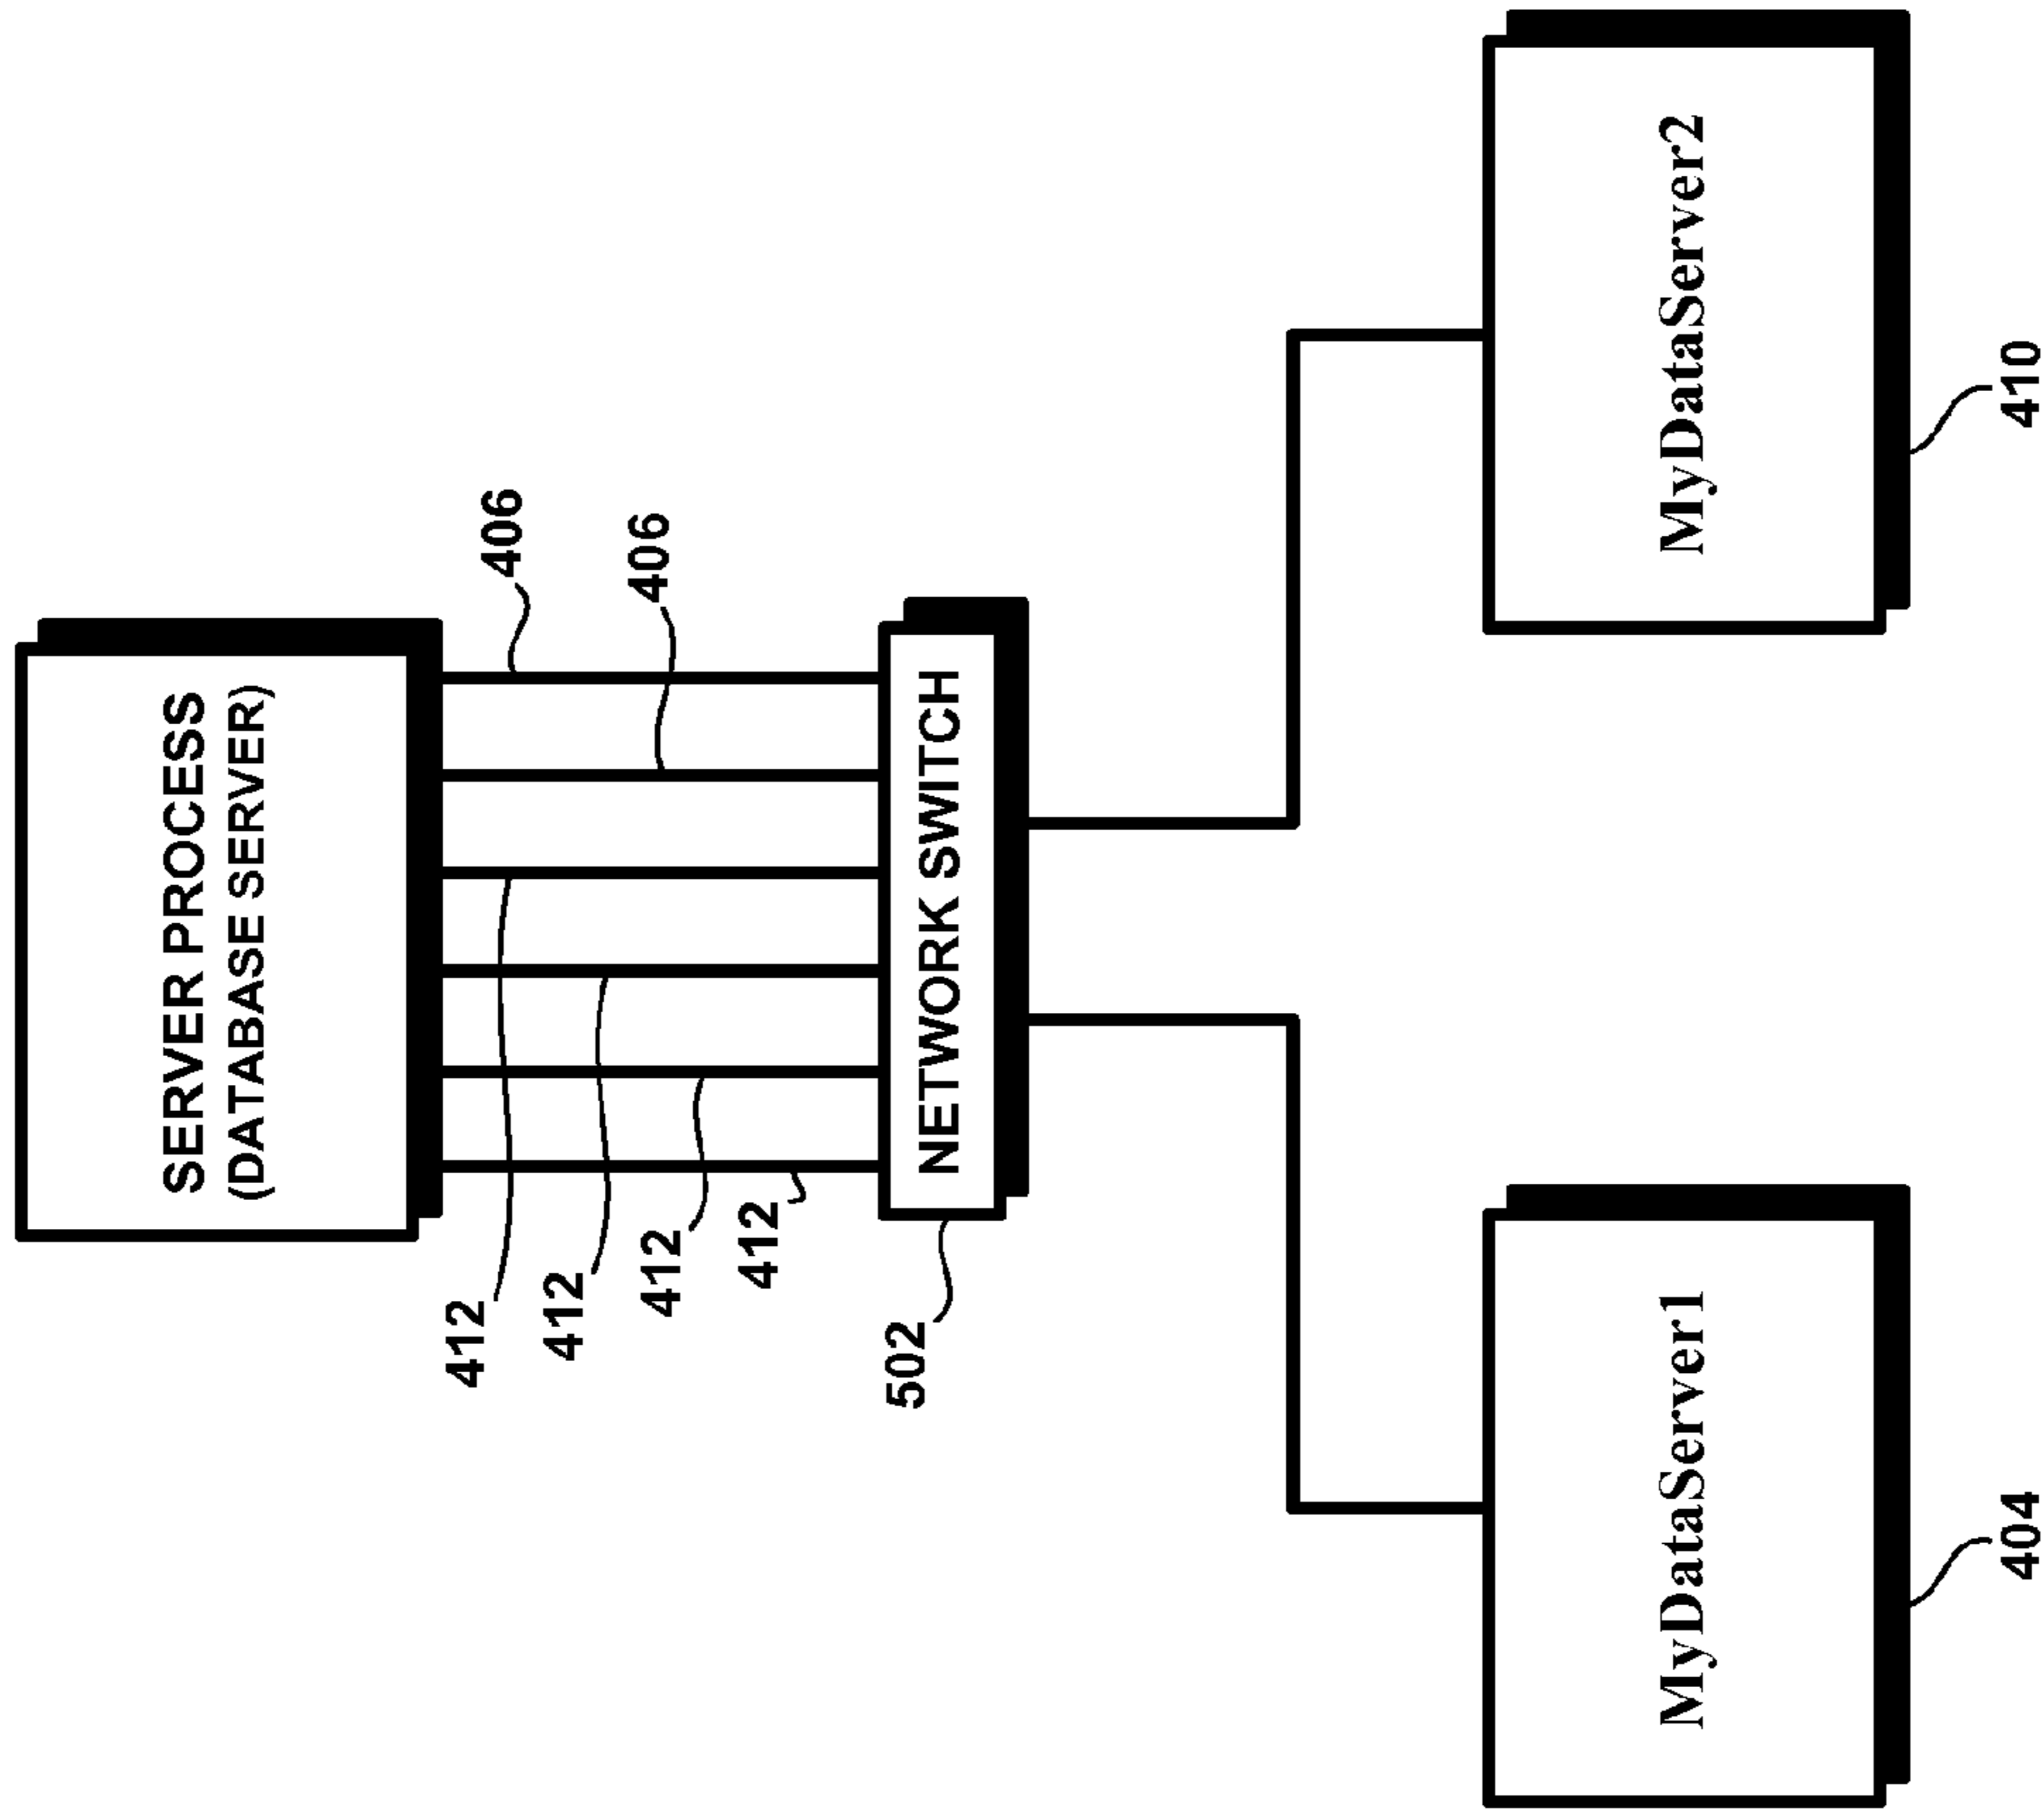 SERVER PROCESS
(DATABASE SERVER)
406
406
412
412
412
412
NETWORK SWITCH
502
MyDataServer1
MyDataServer2
404
410